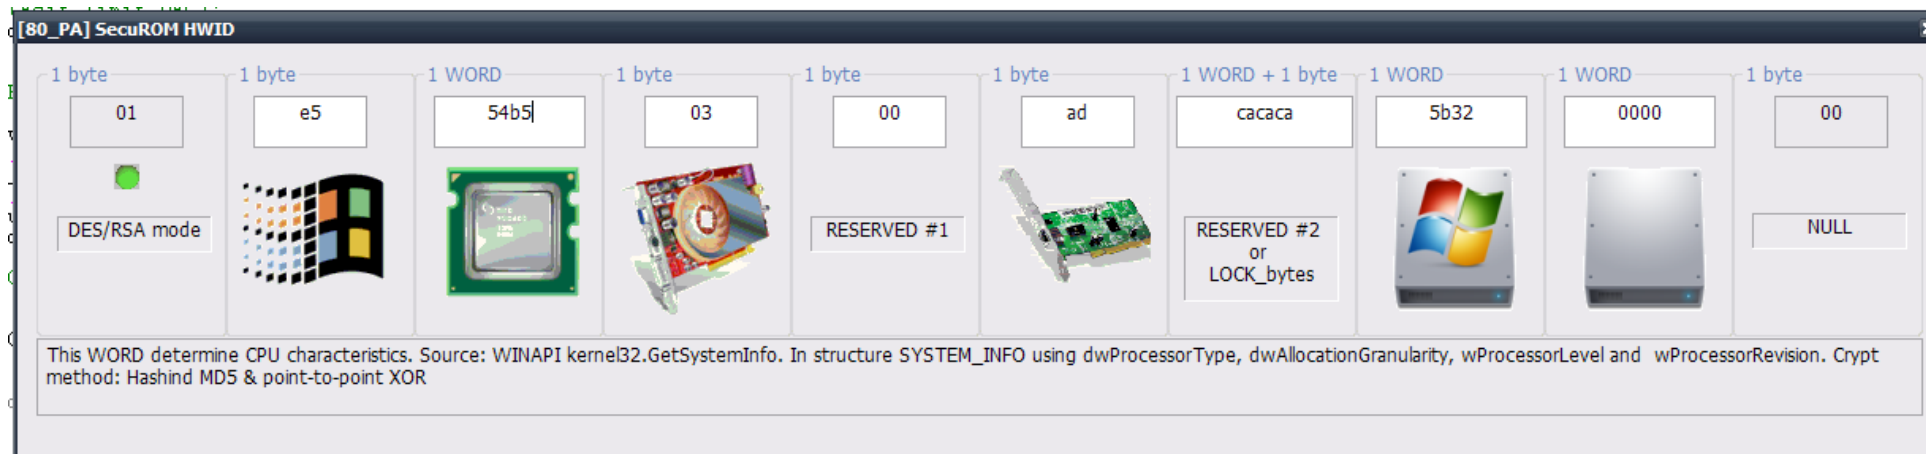 [80_PA] SecuROM HWID
1 byte 1 byte 1 WORD 1 byte 1 byte 1 byte 1 WORD + 1 byte 1 WORD 1 WORD 1 byte
01 e5 54b5 03 00 ad cacaca 5b32 0000 00
DES/RSA mode
RESERVED #1
RESERVED #2
or
LOCK_bytes
NULL
This WORD determine CPU characteristics. Source: WINAPI kernel32.GetSystemInfo. In structure SYSTEM_INFO using dwProcessorType, dwAllocationGranularity, wProcessorLevel and wProcessorRevision. Crypt
method: Hashind MD5 & point-to-point XOR